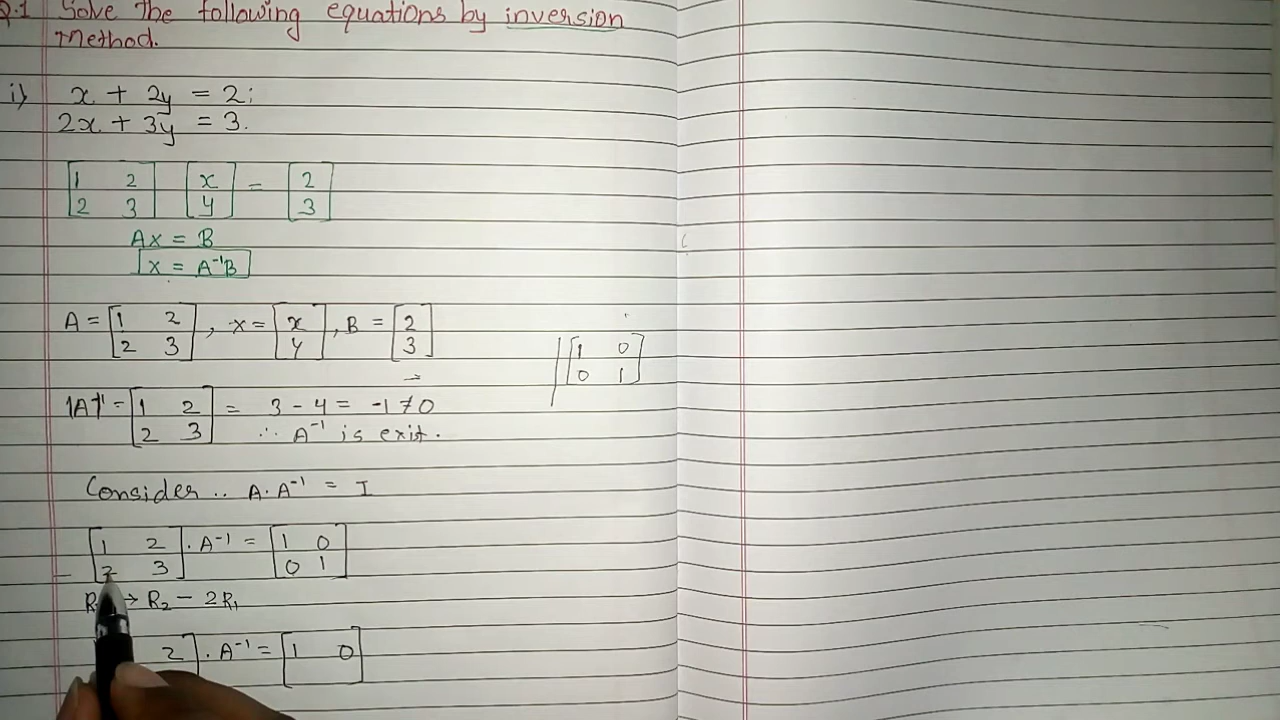 Q.1 Solve the following equations by inversion
Method.
i) x + 2y = 2;
2x + 3y = 3.
[1 2 [x = [2
2 3] y] 3]
AX = B
X = A⁻¹B
A = [1 2 , X = [x , B = [2
2 3] y] 3]
[1 0
0 1]
|A| = [1 2 = 3 - 4 = -1 ≠ 0
2 3] ∴ A⁻¹ is exit.
Consider .. A.A⁻¹ = I
[1 2 . A⁻¹ = [1 0
2 3] 0 1]
→ R₂ - 2R₁
2] . A⁻¹ = [1 0]